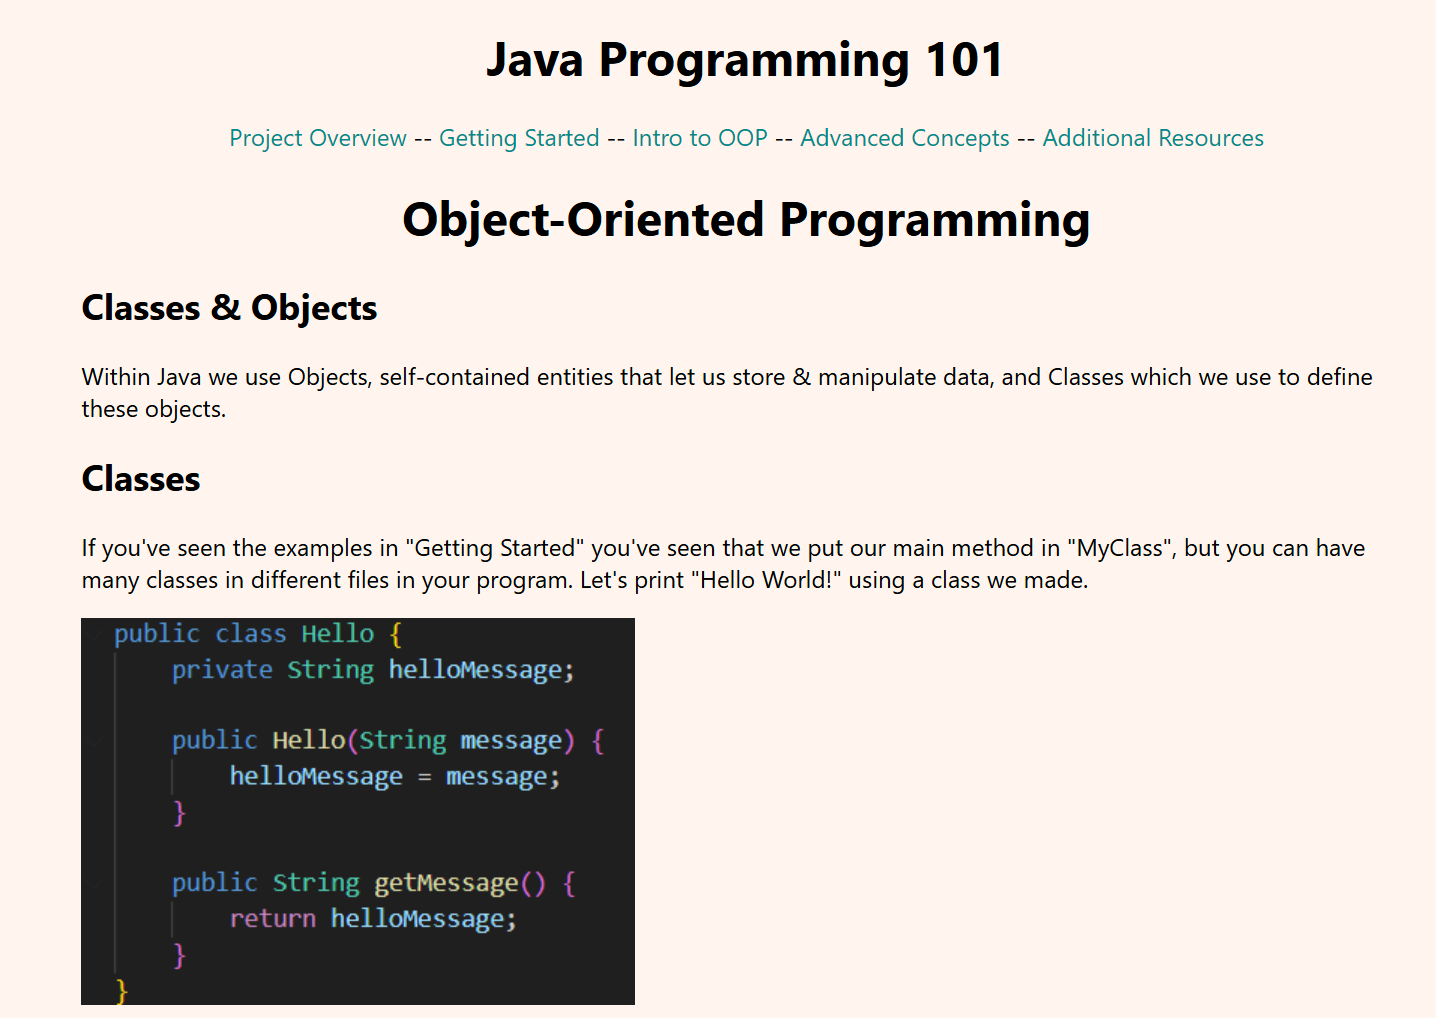 Java Programming 101
Project Overview -- Getting Started -- Intro to OOP -- Advanced Concepts -- Additional Resources
Object-Oriented Programming
Classes & Objects
Within Java we use Objects, self-contained entities that let us store & manipulate data, and Classes which we use to define
these objects.
Classes
If you've seen the examples in "Getting Started" you've seen that we put our main method in "MyClass", but you can have
many classes in different files in your program. Let's print "Hello World!" using a class we made.
public class Hello {
    private String helloMessage;

    public Hello(String message) {
        helloMessage = message;
    }

    public String getMessage() {
        return helloMessage;
    }
}